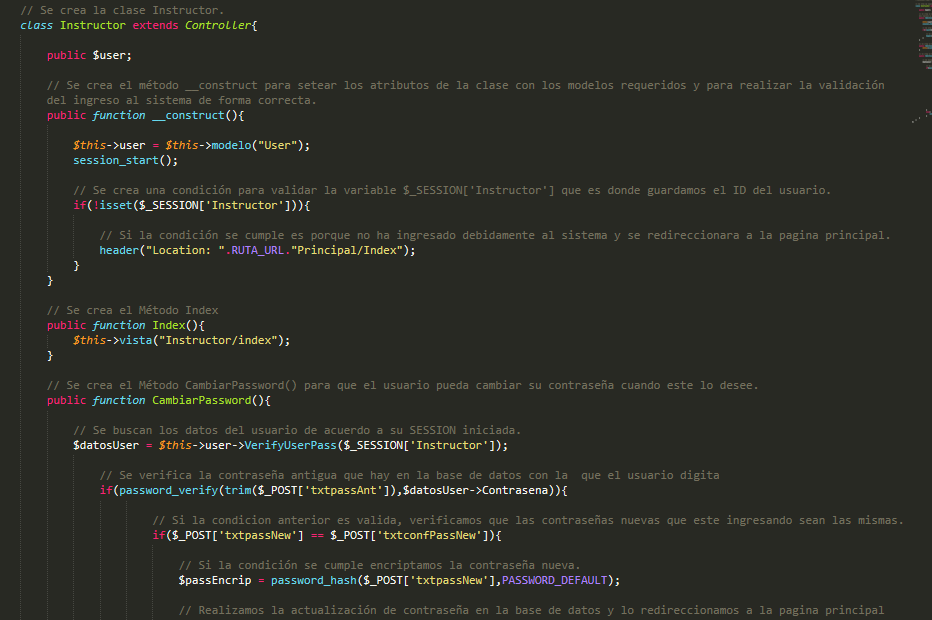 // Se crea la clase Instructor.
class Instructor extends Controller{
public $user;
// Se crea el método __construct para setear los atributos de la clase con los modelos requeridos y para realizar la validación
del ingreso al sistema de forma correcta.
public function __construct(){
$this->user = $this->modelo("User");
session_start();
// Se crea una condición para validar la variable $_SESSION['Instructor'] que es donde guardamos el ID del usuario.
if(!isset($_SESSION['Instructor'])){
// Si la condición se cumple es porque no ha ingresado debidamente al sistema y se redireccionara a la pagina principal.
header("Location: ".RUTA_URL."Principal/Index");
}
}
// Se crea el Método Index
public function Index(){
$this->vista("Instructor/index");
}
// Se crea el Método CambiarPassword() para que el usuario pueda cambiar su contraseña cuando este lo desee.
public function CambiarPassword(){
// Se buscan los datos del usuario de acuerdo a su SESSION iniciada.
$datosUser = $this->user->VerifyUserPass($_SESSION['Instructor']);
// Se verifica la contraseña antigua que hay en la base de datos con la  que el usuario digita
if(password_verify(trim($_POST['txtpassAnt']),$datosUser->Contrasena)){
// Si la condicion anterior es valida, verificamos que las contraseñas nuevas que este ingresando sean las mismas.
if($_POST['txtpassNew'] == $_POST['txtconfPassNew']){
// Si la condición se cumple encriptamos la contraseña nueva.
$passEncrip = password_hash($_POST['txtpassNew'],PASSWORD_DEFAULT);
// Realizamos la actualización de contraseña en la base de datos y lo redireccionamos a la pagina principal